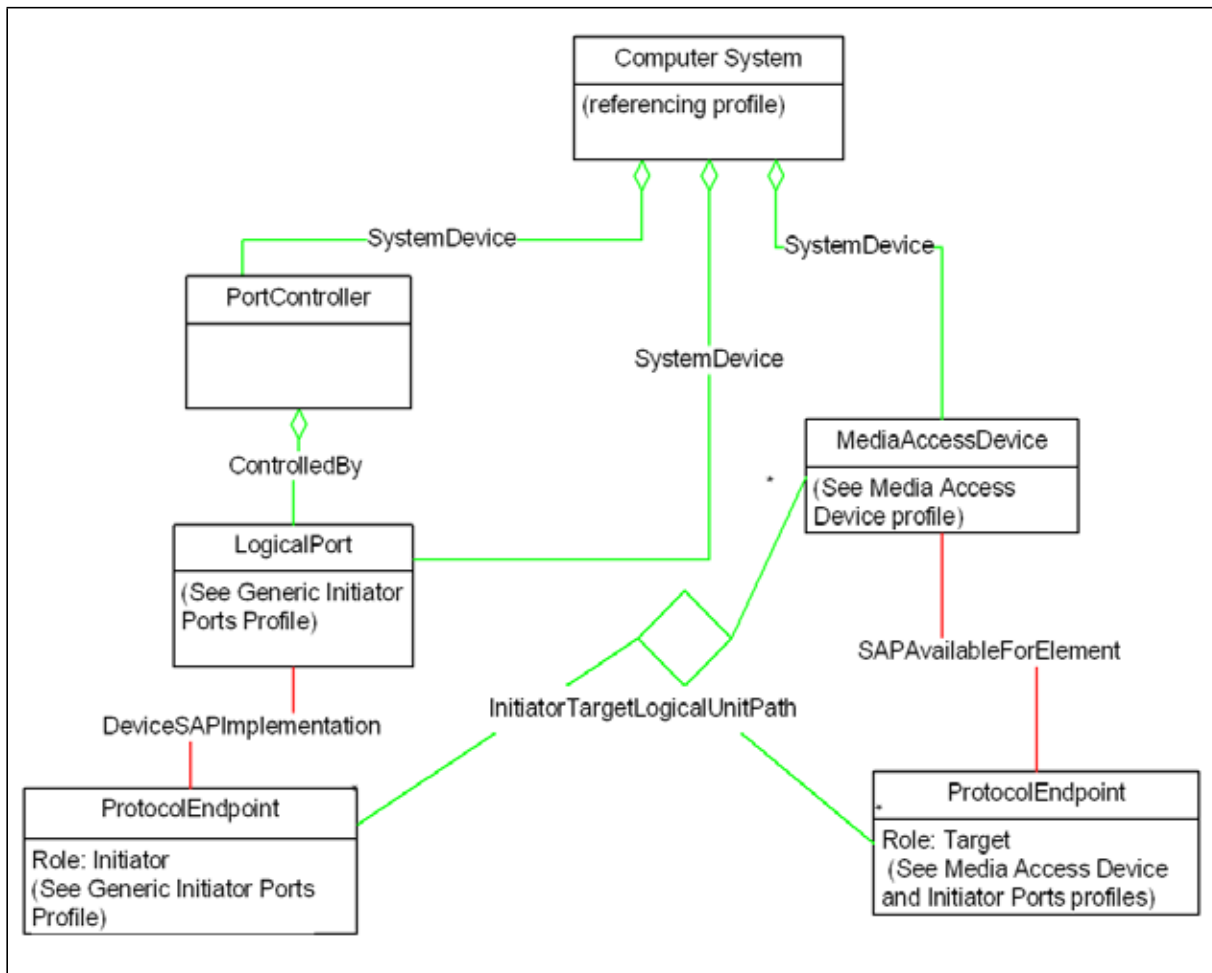 Computer System
(referencing profile)
SystemDevice
SystemDevice
PortController
SystemDevice
MediaAccessDevice
(See Media Access
Device profile)
*
ControlledBy
LogicalPort
(See Generic Initiator
Ports Profile)
SAPAvailableForElement
InitiatorTargetLogicalUnitPath
DeviceSAPImplementation
ProtocolEndpoint
Role: Initiator
(See Generic Initiator Ports
Profile)
*
ProtocolEndpoint
*
Role: Target
(See Media Access Device
and Initiator Ports profiles)